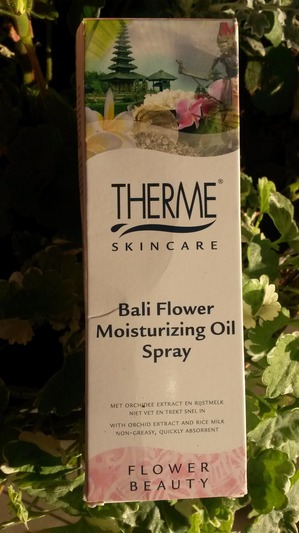 THERME®
SKINCARE
Bali Flower
Moisturizing Oil
Spray
MET ORCHIDEE EXTRACT EN RIJSTMELK
NIET VET EN TREKT SNEL IN
WITH ORCHID EXTRACT AND RICE MILK
NON-GREASY, QUICKLY ABSORBENT
FLOWER
BEAUTY